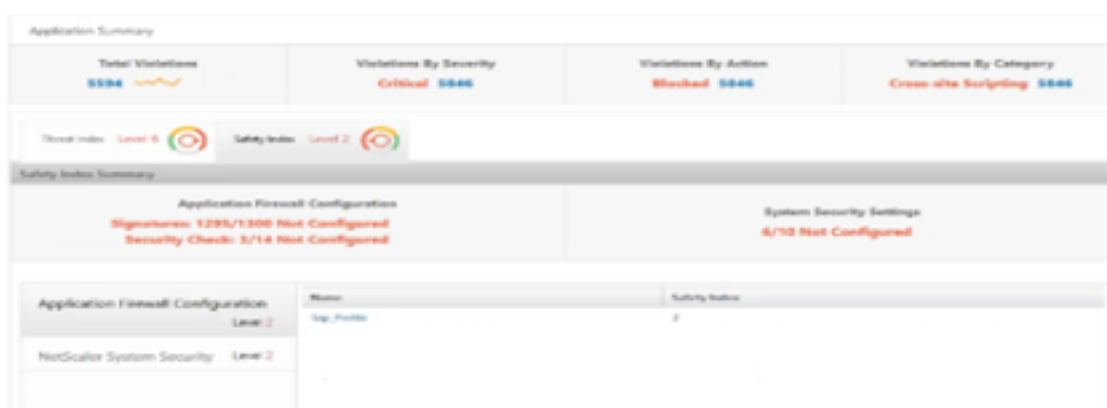 Application Summary
Total Violations
5594
Violations By Severity
Critical 5846
Violations By Action
Blocked 5846
Violations By Category
Cross-site Scripting 5846
Threat Index Level 6
Safety Index Level 2
Safety Index Summary
Application Firewall Configuration
Signatures: 1295/1300 Not Configured
Security Check: 3/14 Not Configured
System Security Settings
6/10 Not Configured
Application Firewall Configuration
Level 2
NetScaler System Security Level 2
Name Safety Index
2